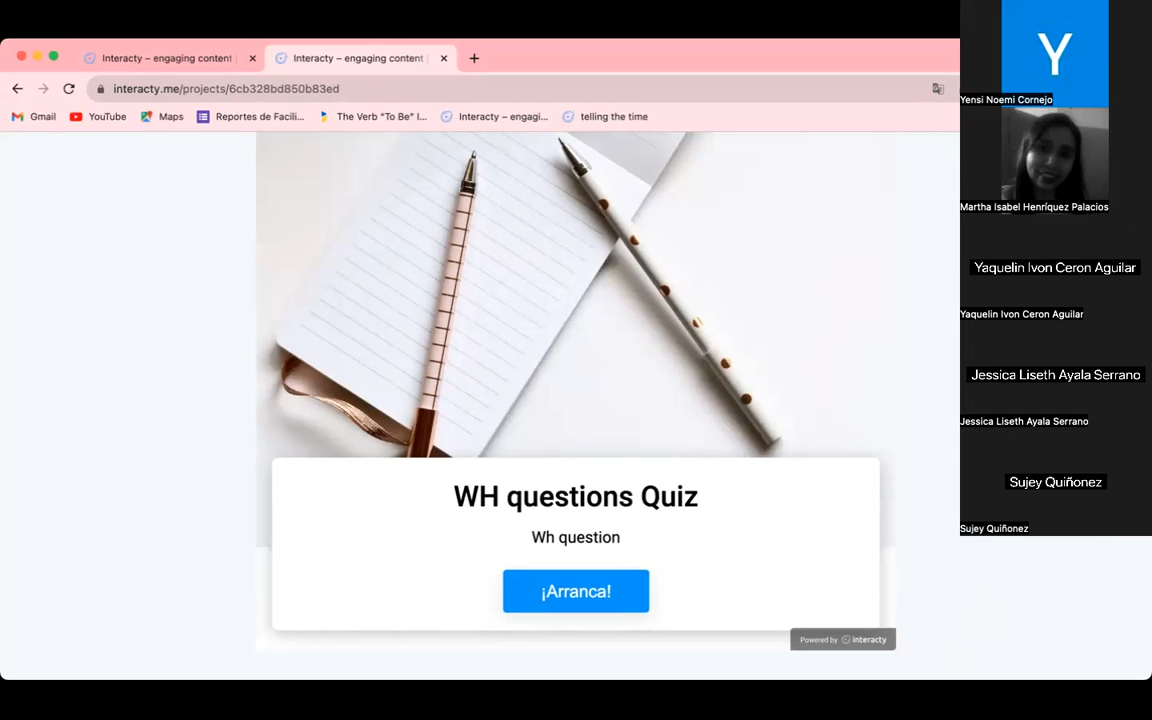 Interacty – engaging content
Interacty – engaging content
interacty.me/projects/6cb328bd850b83ed
Gmail
YouTube
Maps
Reportes de Facili...
The Verb "To Be" I...
Interacty – engagi...
telling the time
WH questions Quiz
Wh question
¡Arranca!
Powered by interacty
Y
Yensi Noemi Cornejo
Martha Isabel Henríquez Palacios
Yaquelin Ivon Ceron Aguilar
Yaquelin Ivon Ceron Aguilar
Jessica Liseth Ayala Serrano
Jessica Liseth Ayala Serrano
Sujey Quiñonez
Sujey Quiñonez